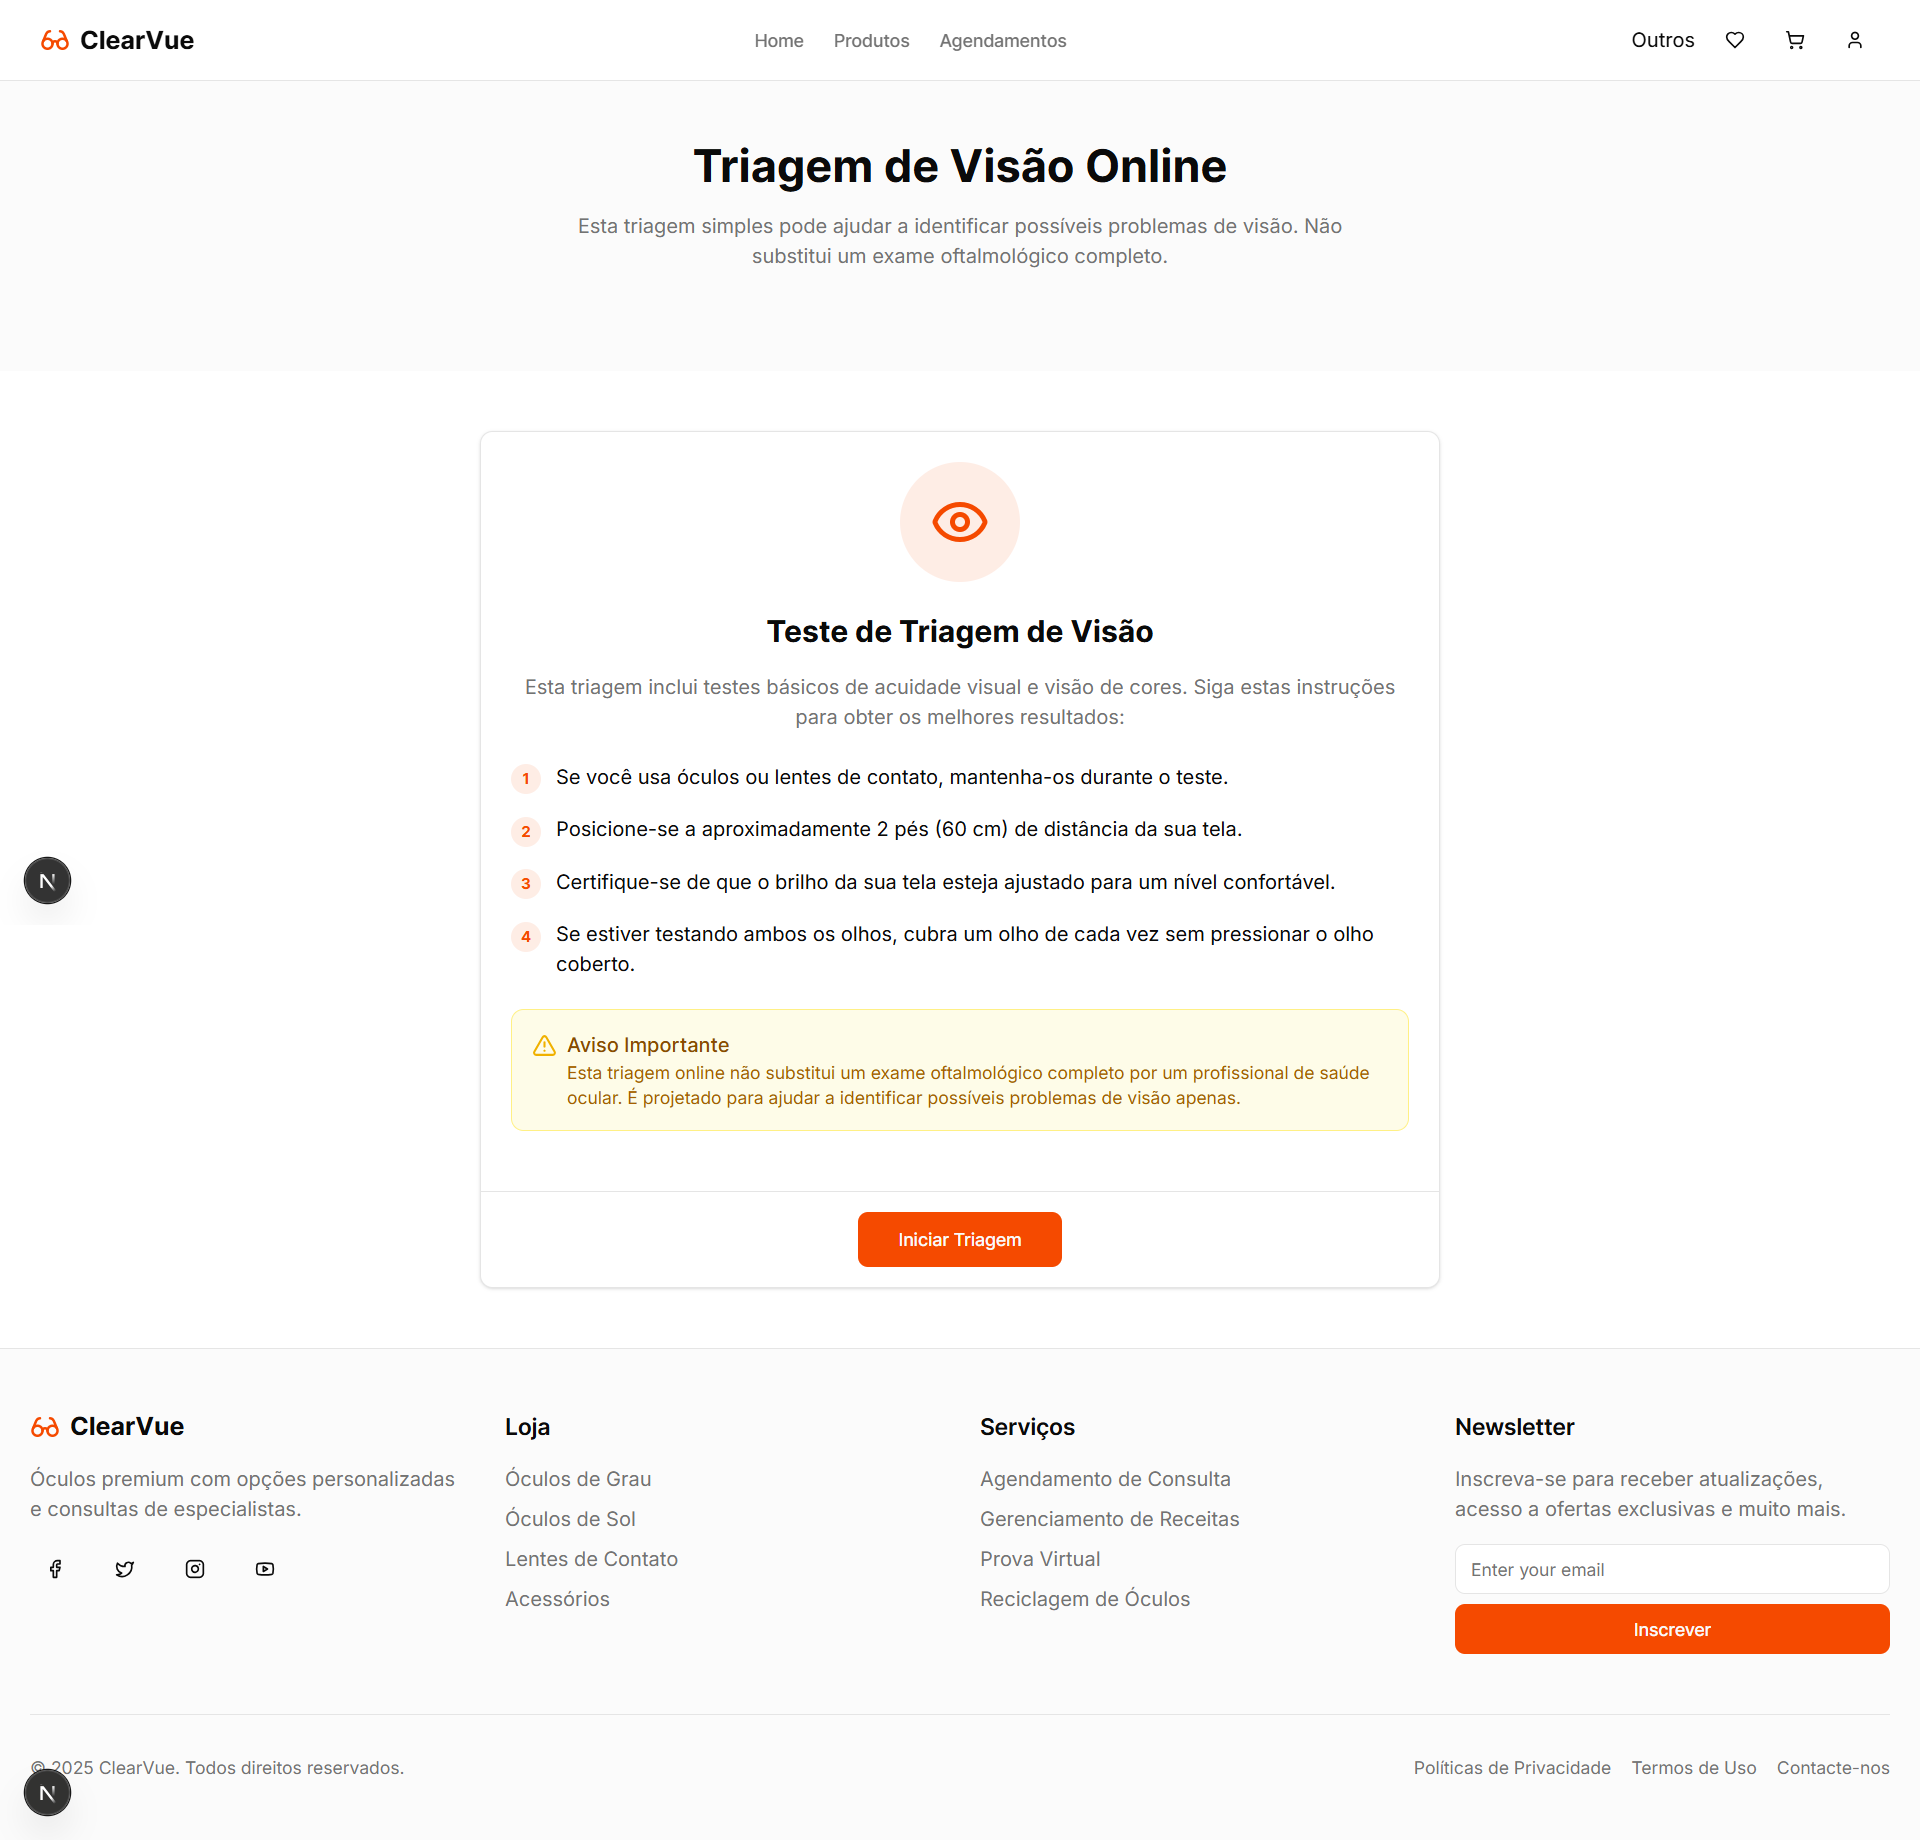 ClearVue
Home
Produtos
Agendamentos
Outros
Triagem de Visão Online
Esta triagem simples pode ajudar a identificar possíveis problemas de visão. Não
substitui um exame oftalmológico completo.
Teste de Triagem de Visão
Esta triagem inclui testes básicos de acuidade visual e visão de cores. Siga estas instruções
para obter os melhores resultados:
1 Se você usa óculos ou lentes de contato, mantenha-os durante o teste.
2 Posicione-se a aproximadamente 2 pés (60 cm) de distância da sua tela.
3 Certifique-se de que o brilho da sua tela esteja ajustado para um nível confortável.
4 Se estiver testando ambos os olhos, cubra um olho de cada vez sem pressionar o olho
coberto.
N
Aviso Importante
Esta triagem online não substitui um exame oftalmológico completo por um profissional de saúde
ocular. É projetado para ajudar a identificar possíveis problemas de visão apenas.
Iniciar Triagem
ClearVue
Óculos premium com opções personalizadas
e consultas de especialistas.
Loja
Óculos de Grau
Óculos de Sol
Lentes de Contato
Acessórios
Serviços
Agendamento de Consulta
Gerenciamento de Receitas
Prova Virtual
Reciclagem de Óculos
Newsletter
Inscreva-se para receber atualizações,
acesso a ofertas exclusivas e muito mais.
Enter your email
Inscrever
© 2025 ClearVue. Todos direitos reservados.
Políticas de Privacidade
Termos de Uso
Contacte-nos
N